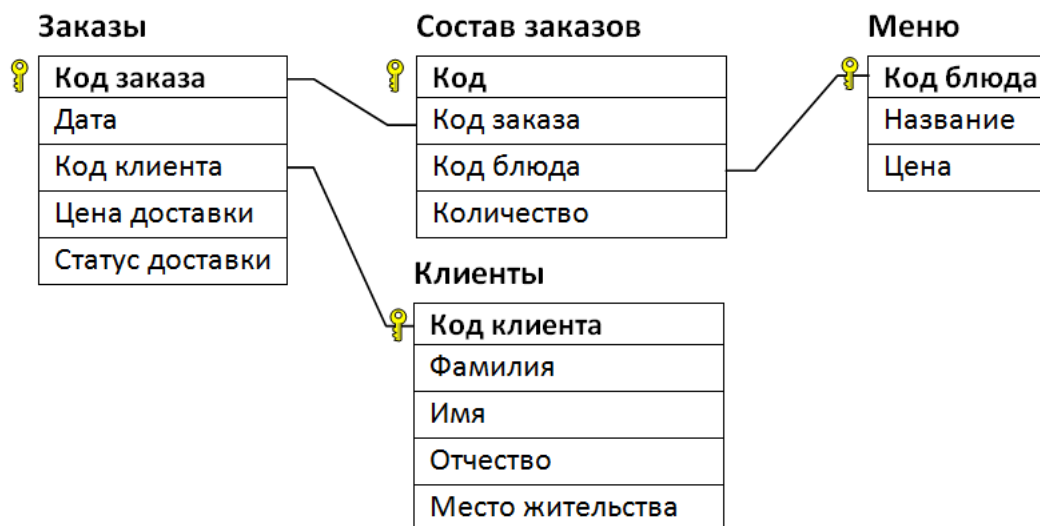 Заказы
Код заказа
Дата
Код клиента
Цена доставки
Статус доставки
Состав заказов
Код
Код заказа
Код блюда
Количество
Меню
Код блюда
Название
Цена
Клиенты
Код клиента
Фамилия
Имя
Отчество
Место жительства